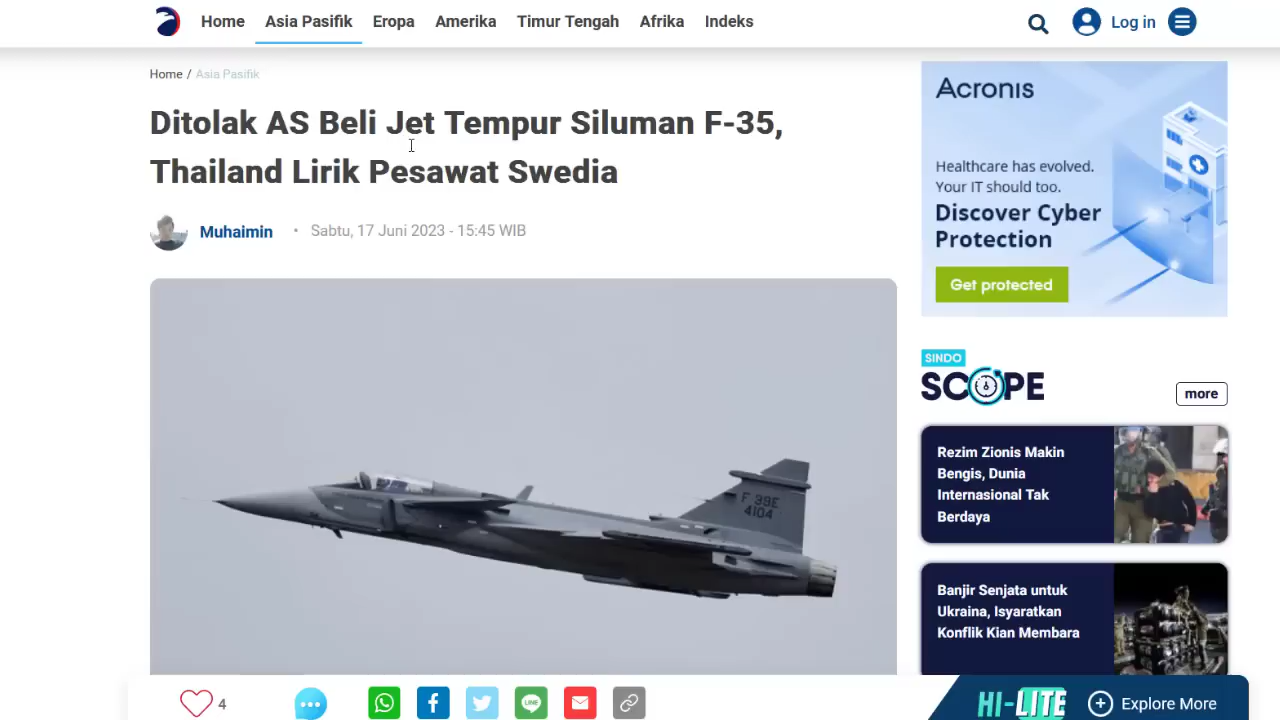 Home Asia Pasifik Eropa Amerika Timur Tengah Afrika Indeks Log in
Home / Asia Pasifik
Ditolak AS Beli Jet Tempur Siluman F-35,
Thailand Lirik Pesawat Swedia
Muhaimin • Sabtu, 17 Juni 2023 - 15:45 WIB
F 39E
4104
4
Acronis
Healthcare has evolved.
Your IT should too.
Discover Cyber
Protection
Get protected
SINDO
SCOPE
more
Rezim Zionis Makin
Bengis, Dunia
Internasional Tak
Berdaya
Banjir Senjata untuk
Ukraina, Isyaratkan
Konflik Kian Membara
HI-LITE Explore More